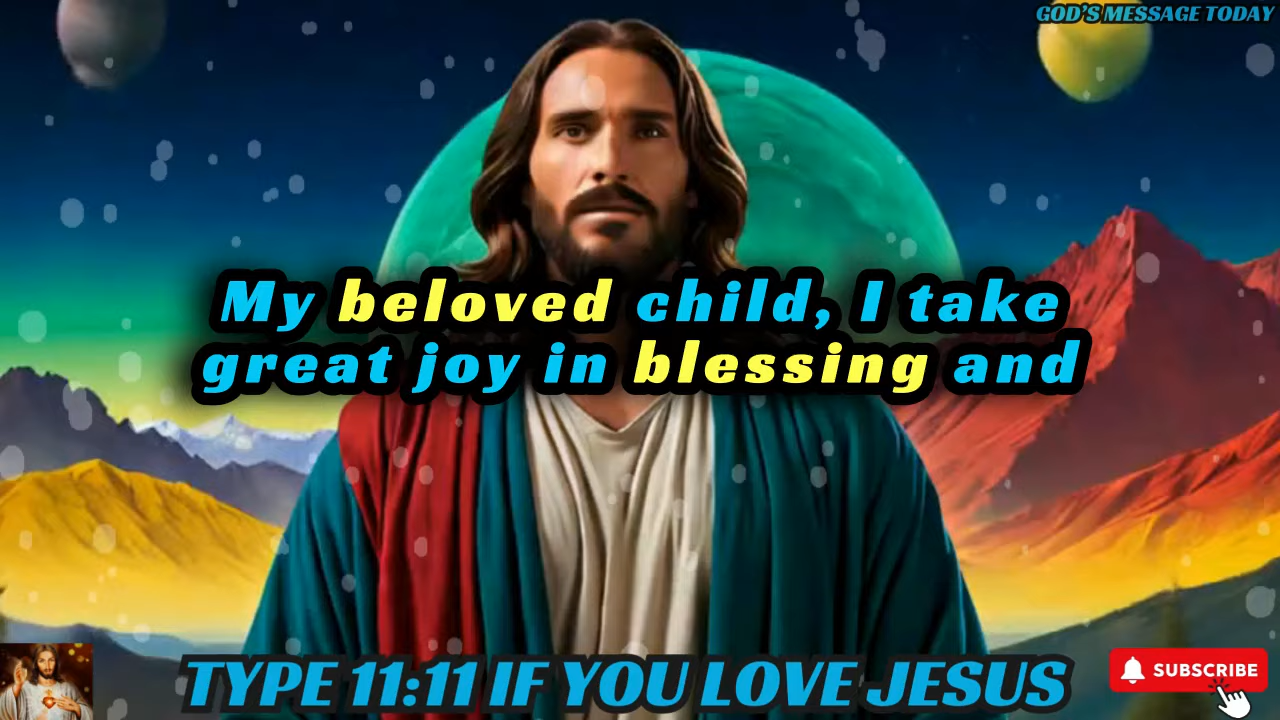 GOD'S MESSAGE TODAY
My beloved child, I take
great joy in blessing and
TYPE 11:11 IF YOU LOVE JESUS
SUBSCRIBE